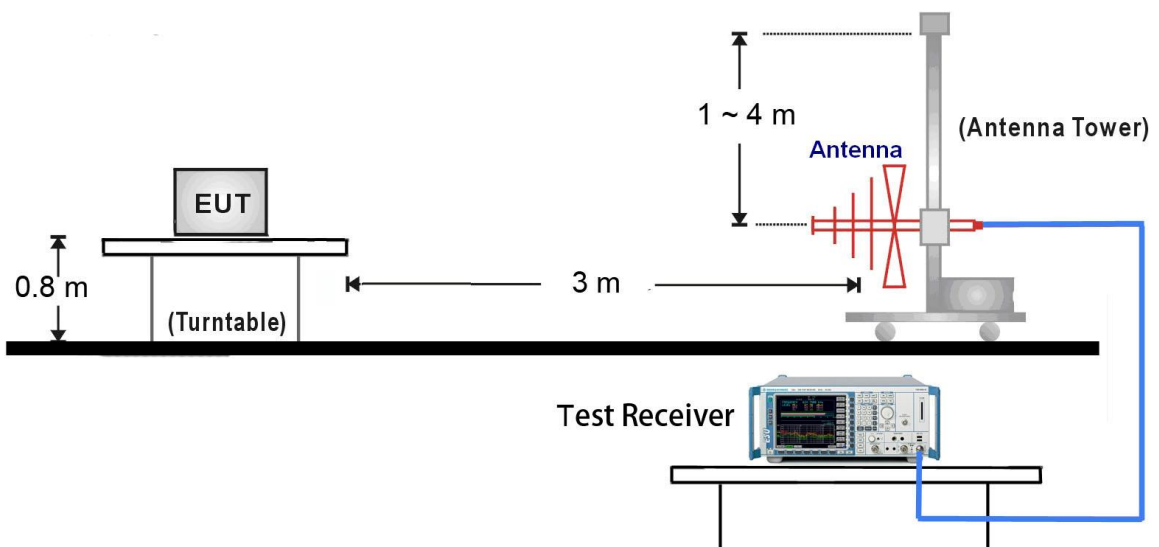 1 ~ 4 m
(Antenna Tower)
Antenna
EUT
0.8 m
3 m
(Turntable)
Test Receiver